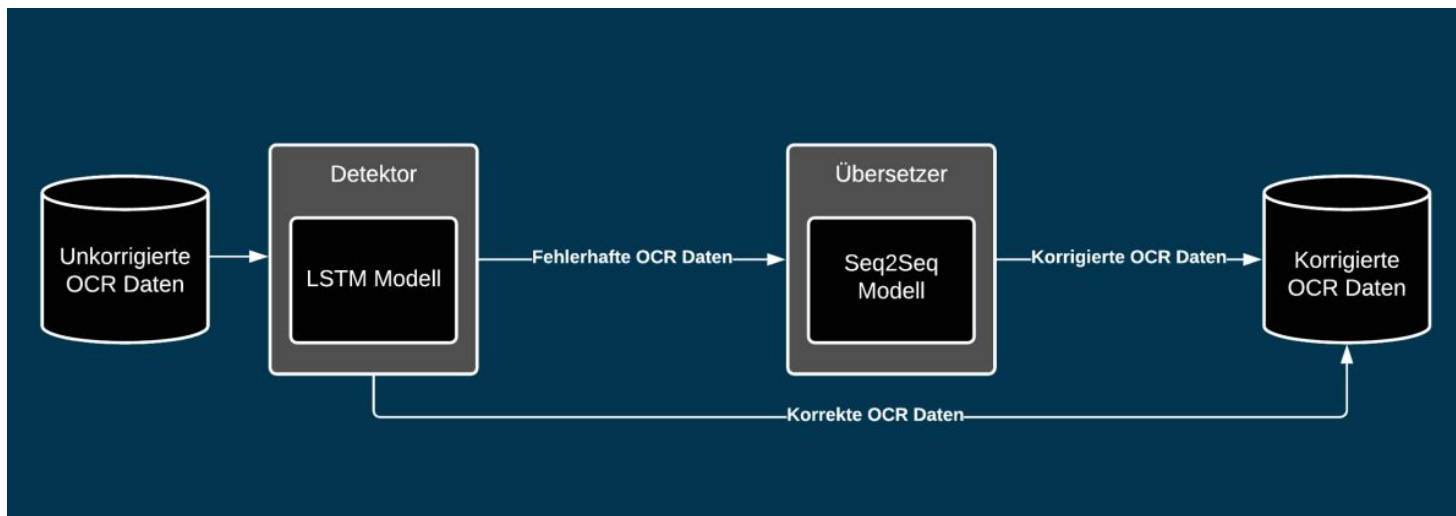 Unkorrigierte
OCR Daten
Detektor
LSTM Modell
Fehlerhafte OCR Daten
Übersetzer
Seq2Seq
Modell
Korrigierte OCR Daten
Korrigierte
OCR Daten
Korrekte OCR Daten